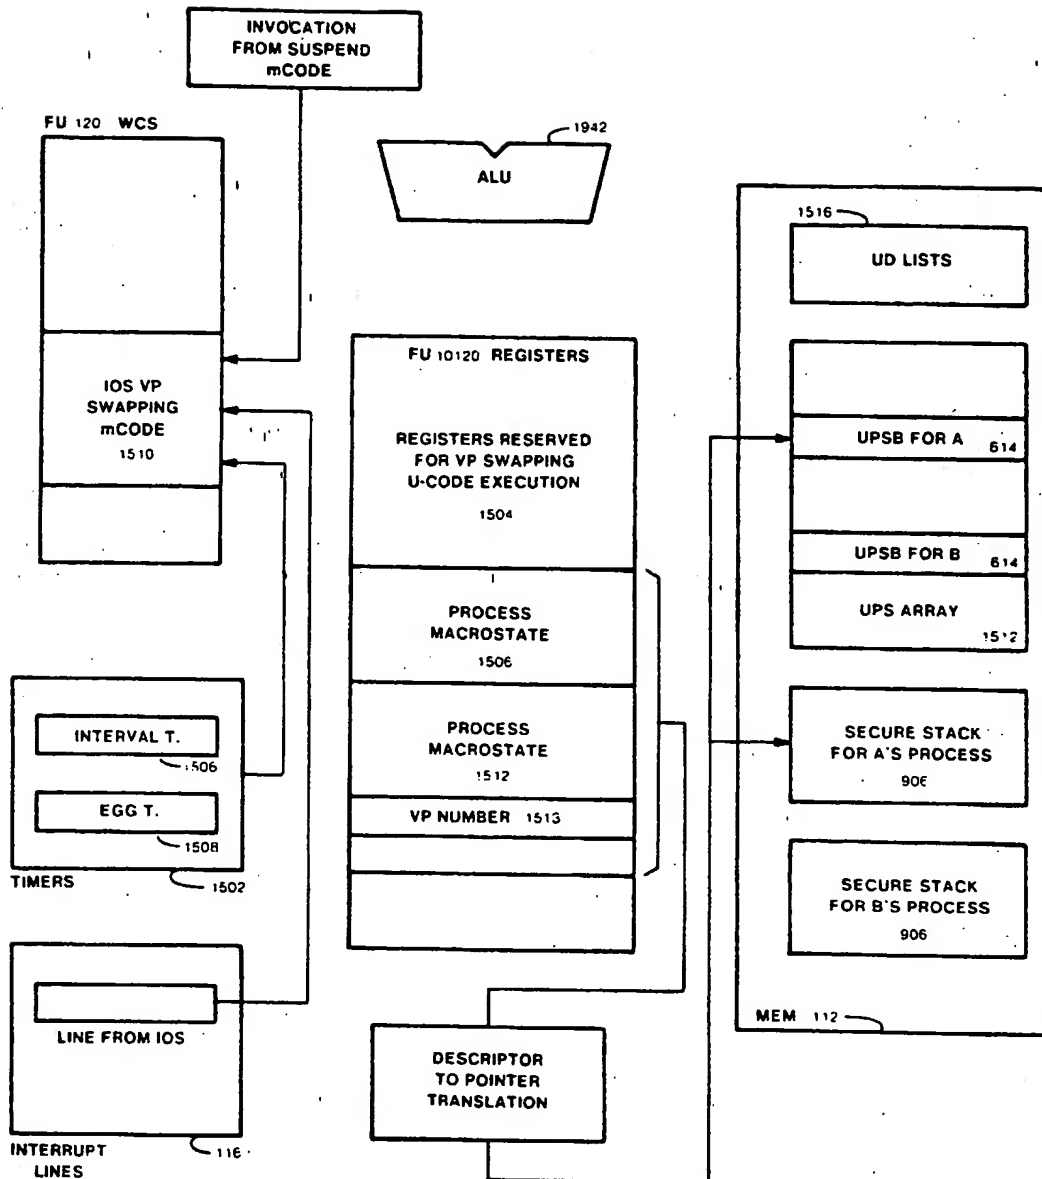 INVOCATION
FROM SUSPEND
mCODE
FU 120 WCS
1942
ALU
IOS VP
SWAPPING
mCODE
1510
FU 10120 REGISTERS
REGISTERS RESERVED
FOR VP SWAPPING
U-CODE EXECUTION
1504
PROCESS
MACROSTATE
1506
PROCESS
MACROSTATE
1512
VP NUMBER 1513
INTERVAL T.
1506
EGG T.
1508
TIMERS
1502
LINE FROM IOS
INTERRUPT
LINES
116
DESCRIPTOR
TO POINTER
TRANSLATION
1516
UD LISTS
UPSB FOR A
614
UPSB FOR B
614
UPS ARRAY
1512
SECURE STACK
FOR A'S PROCESS
906
SECURE STACK
FOR B'S PROCESS
906
MEM 112